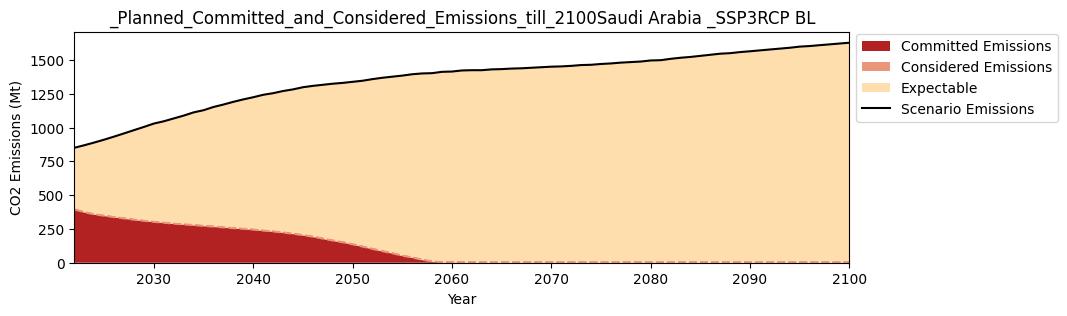 _Planned_Committed_and_Considered_Emissions_till_2100Saudi Arabia _SSP3RCP BL
CO2 Emissions (Mt)
1500
1250
1000
750
500
250
0
2030 2040 2050 2060 2070 2080 2090 2100
Year
Committed Emissions
Considered Emissions
Expectable
Scenario Emissions